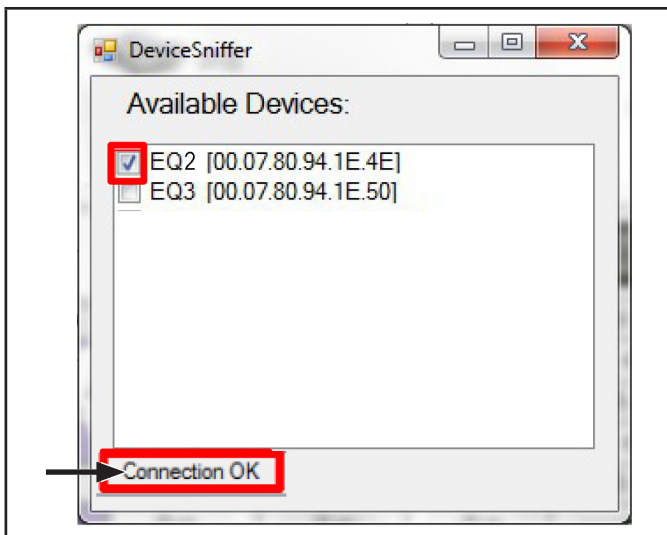 DeviceSniffer
Available Devices:
EQ2 [00.07.80.94.1E.4E]
EQ3 [00.07.80.94.1E.50]
Connection OK